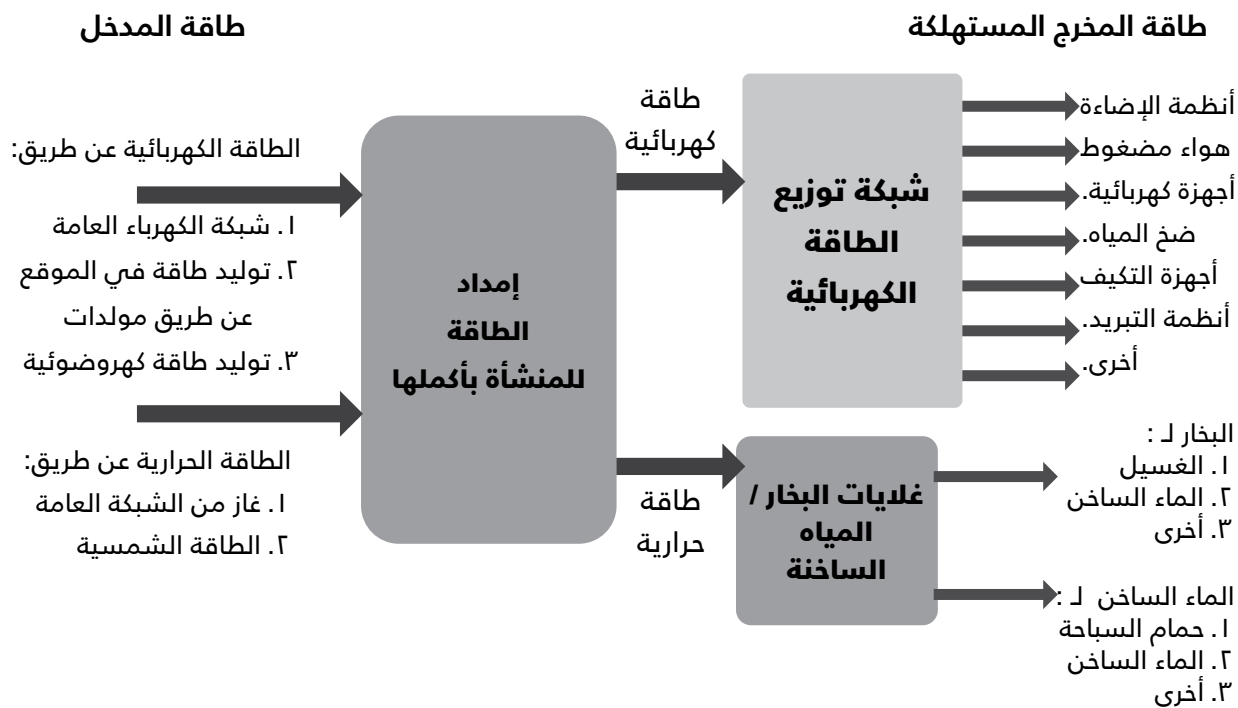 طاقة المخرج المستهلكة
طاقة المدخل
الطاقة الكهربائية عن طريق:
١. شبكة الكهرباء العامة
٢. توليد طاقة في الموقع
عن طريق مولدات
٣. توليد طاقة كهروضوئية
الطاقة الحرارية عن طريق:
١. غاز من الشبكة العامة
٢. الطاقة الشمسية
إمداد
الطاقة
للمنشأة بأكملها
طاقة
كهربائية
طاقة
حرارية
شبكة توزيع
الطاقة
الكهربائية
غلايات البخار /
المياه
الساخنة
أنظمة الإضاءة
هواء مضغوط
أجهزة كهربائية.
ضخ المياه.
أجهزة التكيف
أنظمة التبريد.
أخرى.
البخار لـ :
١. الغسيل
٢. الماء الساخن
٣. أخرى
الماء الساخن لـ :
١. حمام السباحة
٢. الماء الساخن
٣. أخرى